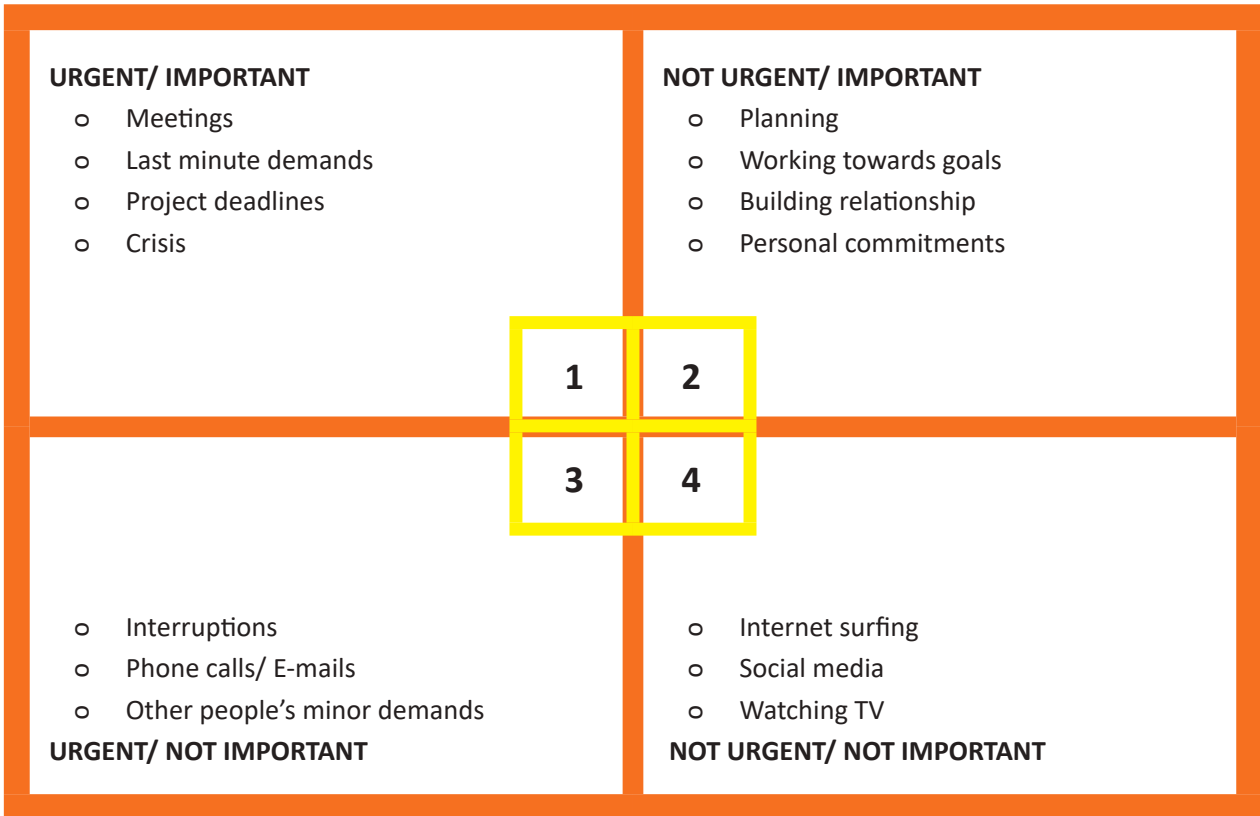 URGENT/ IMPORTANT
o Meetings
o Last minute demands
o Project deadlines
o Crisis
NOT URGENT/ IMPORTANT
o Planning
o Working towards goals
o Building relationship
o Personal commitments
1
2
3
4
o Interruptions
o Phone calls/ E-mails
o Other people’s minor demands
URGENT/ NOT IMPORTANT
o Internet surfing
o Social media
o Watching TV
NOT URGENT/ NOT IMPORTANT